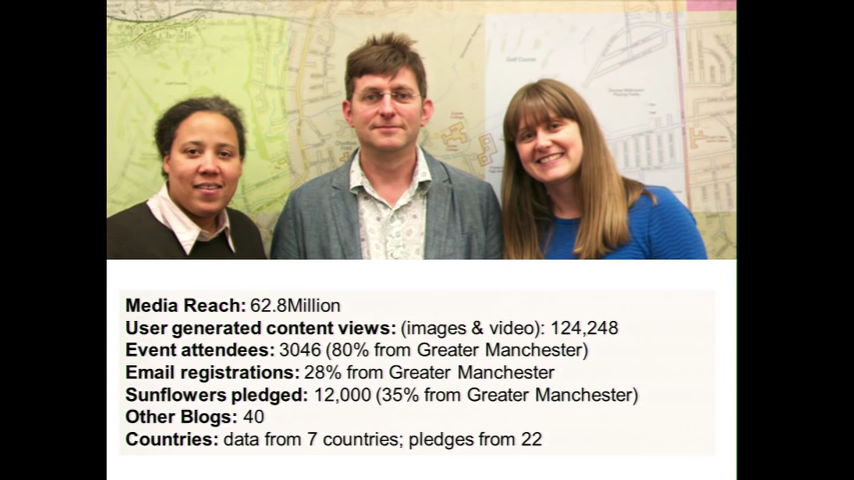 Golf Course
Media Reach: 62.8Million
User generated content views: (images & video): 124,248
Event attendees: 3046 (80% from Greater Manchester)
Email registrations: 28% from Greater Manchester
Sunflowers pledged: 12,000 (35% from Greater Manchester)
Other Blogs: 40
Countries: data from 7 countries; pledges from 22